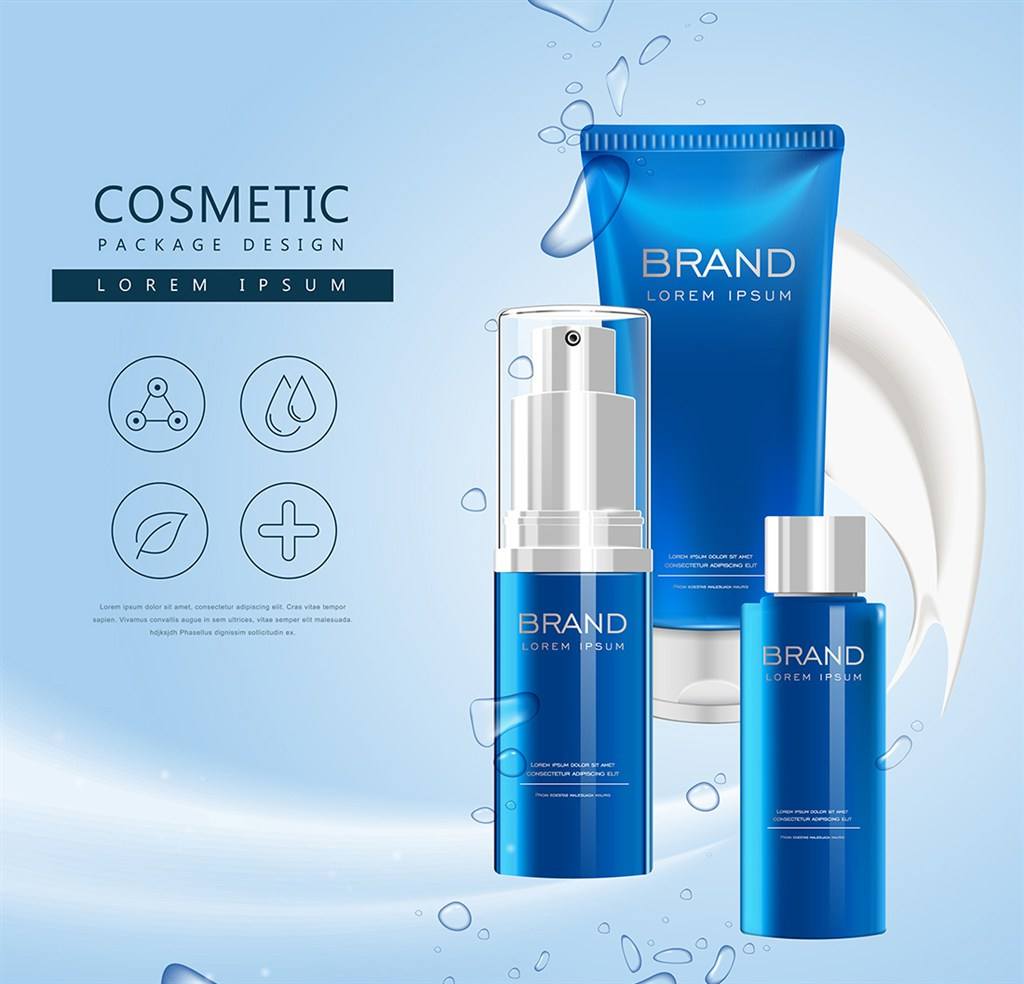 COSMETIC
PACKAGE DESIGN
LOREM IPSUM
Lorem ipsum dolor sit amet, consectetur adipiscing elit. Cras interdum tempor
sapien. Vivamus convallis augue in sem ultrices, vitae semper urna malesuada.
hdjksjdh Phasellus dignissim sollicitudin ex.
BRAND
LOREM IPSUM
LOREM IPSUM DOLOR SIT AMET
CONSECTETUR ADIPISCING ELIT
BRAND
LOREM IPSUM
LOREM IPSUM DOLOR SIT AMET
CONSECTETUR ADIPISCING ELIT
BRAND
LOREM IPSUM
LOREM IPSUM DOLOR SIT AMET
CONSECTETUR ADIPISCING ELIT